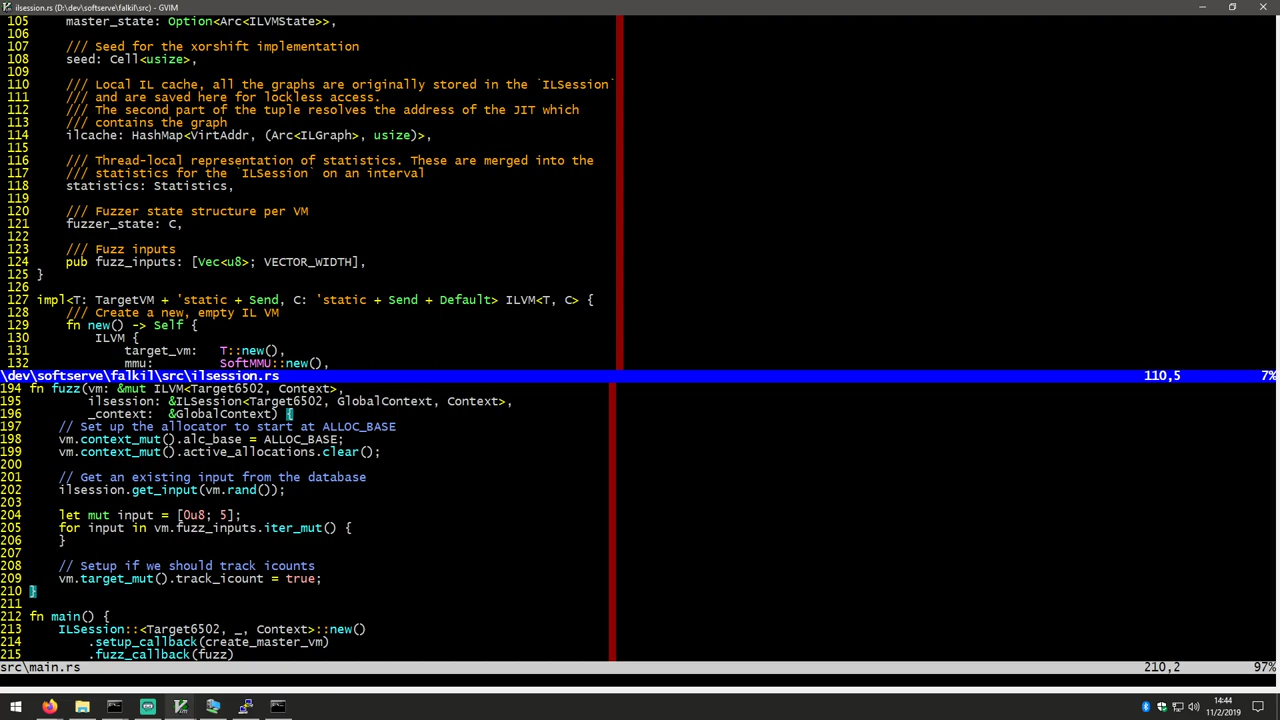 ilsession.rs (D:\dev\softserve\falkil\src) - GVIM
105     master_state: Option<Arc<ILVMState>>,
106
107     /// Seed for the xorshift implementation
108     seed: Cell<usize>,
109
110     /// Local IL cache, all the graphs are originally stored in the `ILSession`
111     /// and are saved here for lockless access.
112     /// The second part of the tuple resolves the address of the JIT which
113     /// contains the graph
114     ilcache: HashMap<VirtAddr, (Arc<ILGraph>, usize)>,
115
116     /// Thread-local representation of statistics. These are merged into the
117     /// statistics for the `ILSession` on an interval
118     statistics: Statistics,
119
120     /// Fuzzer state structure per VM
121     fuzzer_state: C,
122
123     /// Fuzz inputs
124     pub fuzz_inputs: [Vec<u8>; VECTOR_WIDTH],
125 }
126
127 impl<T: TargetVM + 'static + Send, C: 'static + Send + Default> ILVM<T, C> {
128     /// Create a new, empty IL VM
129     fn new() -> Self {
130         ILVM {
131             target_vm:   T::new(),
132             mmu:         SoftMMU::new(),
\dev\softserve\falkil\src\ilsession.rs 110,5 7%
194 fn fuzz(vm: &mut ILVM<Target6502, Context>,
195         ilsession: &ILSession<Target6502, GlobalContext, Context>,
196         _context:  &GlobalContext) {
197     // Set up the allocator to start at ALLOC_BASE
198     vm.context_mut().alc_base = ALLOC_BASE;
199     vm.context_mut().active_allocations.clear();
200
201     // Get an existing input from the database
202     ilsession.get_input(vm.rand());
203
204     let mut input = [0u8; 5];
205     for input in vm.fuzz_inputs.iter_mut() {
206     }
207
208     // Setup if we should track icounts
209     vm.target_mut().track_icount = true;
210 }
211
212 fn main() {
213     ILSession::<Target6502, _, Context>::new()
214         .setup_callback(create_master_vm)
215         .fuzz_callback(fuzz)
src\main.rs 210,2 97%
14:44
11/2/2019